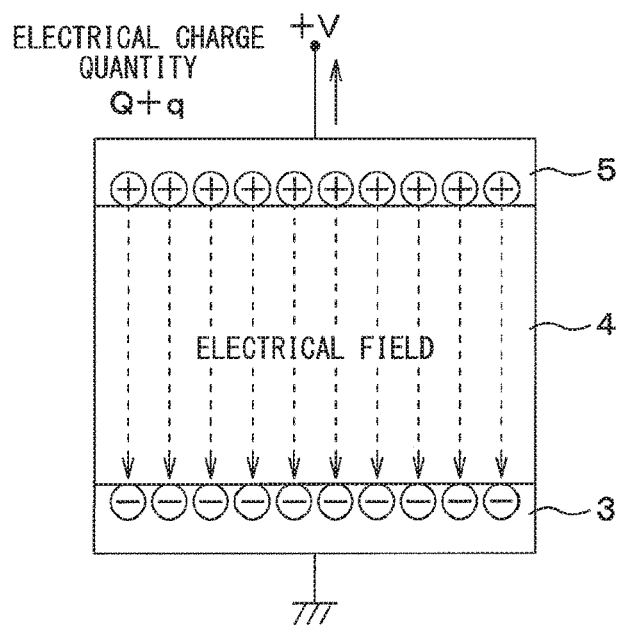 +V
ELECTRICAL CHARGE
QUANTITY
Q+q
5
ELECTRICAL FIELD
4
3